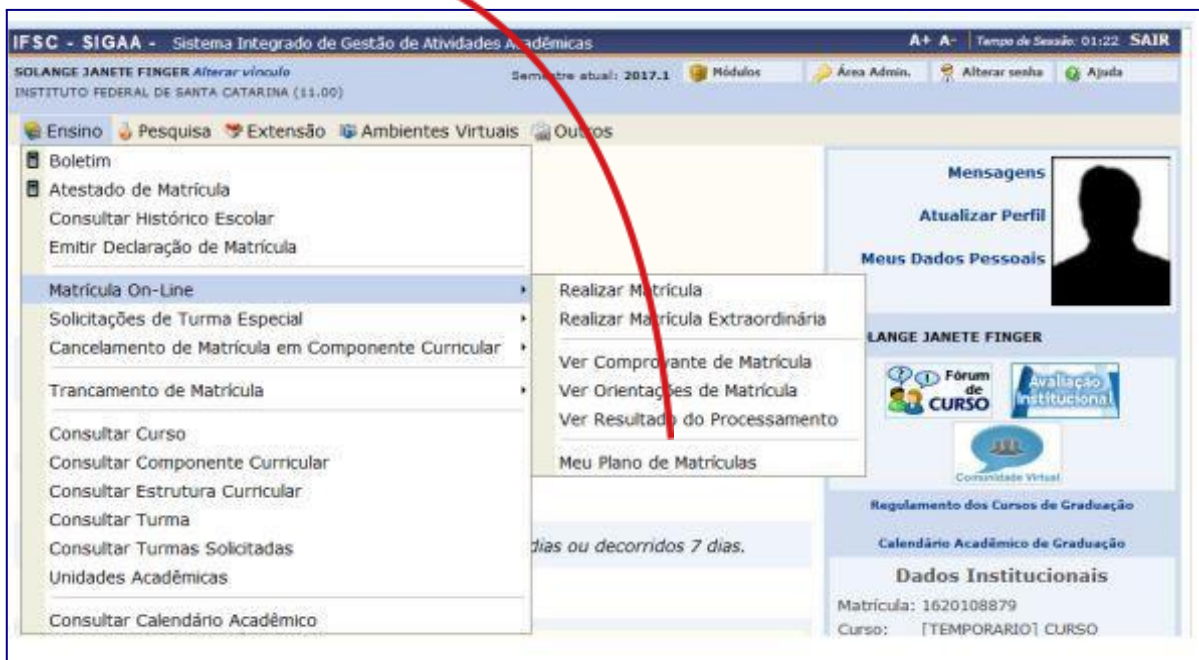 IFSC - SIGAA - Sistema Integrado de Gestão de Atividades Acadêmicas A+ A- Tempo de Sessão: 01:22 SAIR
SOLANGE JANETE FINGER Alterar vínculo Semestre atual: 2017.1 Módulos Área Admin. Alterar senha Ajuda
INSTITUTO FEDERAL DE SANTA CATARINA (11.00)
Ensino Pesquisa Extensão Ambientes Virtuais Outros
Boletim
Atestado de Matrícula
Consultar Histórico Escolar
Emitir Declaração de Matrícula
Matrícula On-Line
Solicitações de Turma Especial
Cancelamento de Matrícula em Componente Curricular
Trancamento de Matrícula
Consultar Curso
Consultar Componente Curricular
Consultar Estrutura Curricular
Consultar Turma
Consultar Turmas Solicitadas
Unidades Acadêmicas
Consultar Calendário Acadêmico
Realizar Matrícula
Realizar Matrícula Extraordinária
Ver Comprovante de Matrícula
Ver Orientações de Matrícula
Ver Resultado do Processamento
Meu Plano de Matrículas
dias ou decorridos 7 dias.
Mensagens
Atualizar Perfil
Meus Dados Pessoais
LANGE JANETE FINGER
Fórum
de
CURSO
Avaliação
Institucional
Comunidade Virtual
Regulamento dos Cursos de Graduação
Calendário Acadêmico de Graduação
Dados Institucionais
Matrícula: 1620108879
Curso: [TEMPORARIO] CURSO